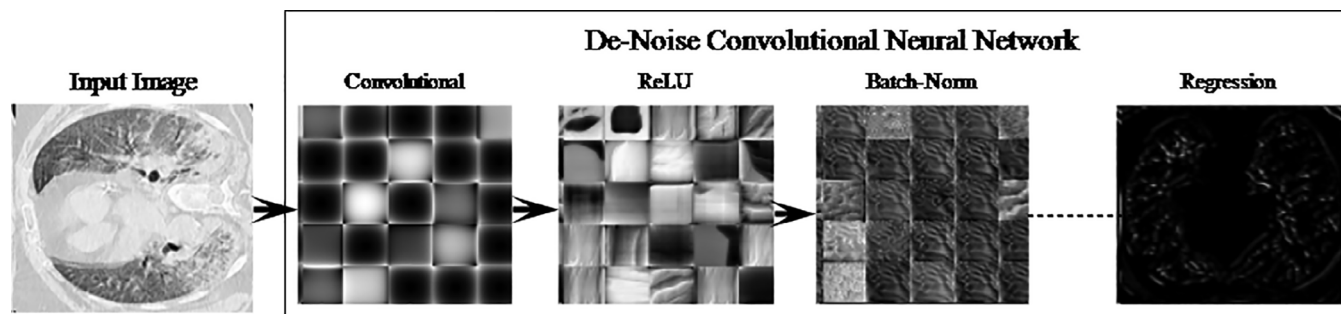 De-Noise Convolutional Neural Network
Input Image
Convolutional
ReLU
Batch-Norm
Regression